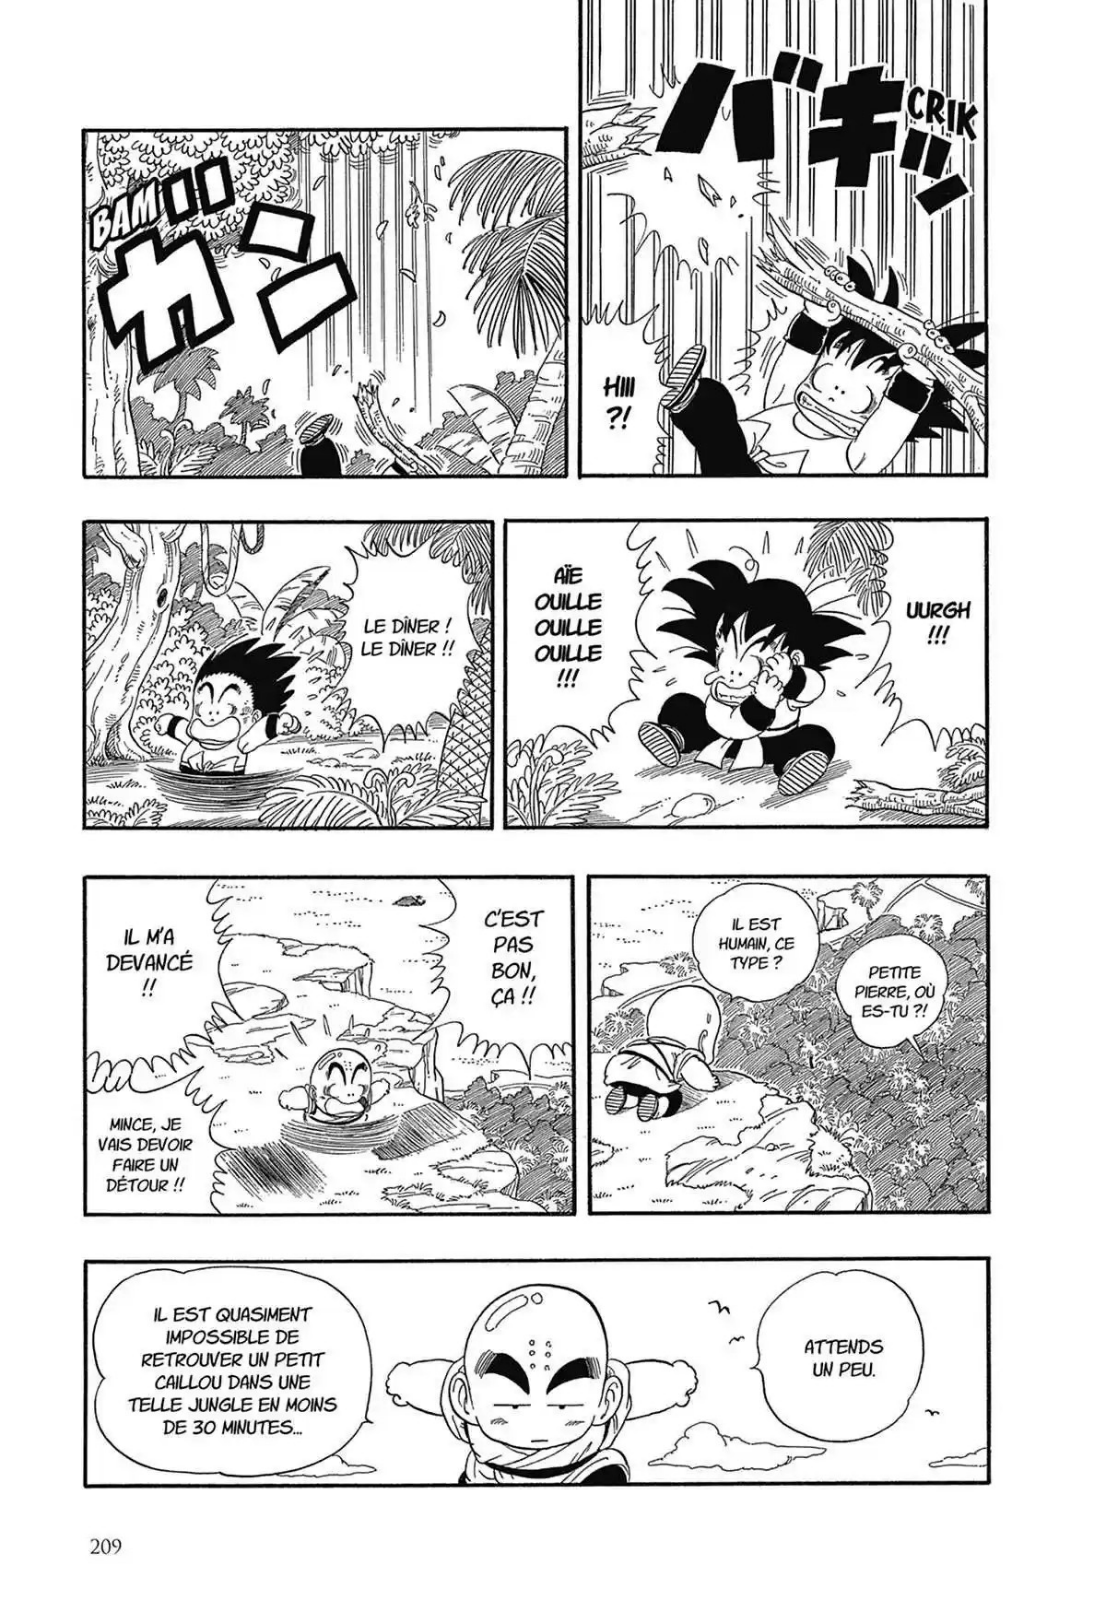 バキッ
CRIK
HIII
?!
BAM
ガン
UURGH
!!!
AÏE
OUILLE
OUILLE
OUILLE
!!!
LE DÎNER !
LE DÎNER !!
IL EST
HUMAIN, CE
TYPE ?
PETITE
PIERRE, OÙ
ES-TU ?!
C'EST
PAS
BON,
ÇA !!
IL M'A
DEVANCÉ
!!
MINCE, JE
VAIS DEVOIR
FAIRE UN
DÉTOUR !!
ATTENDS
UN PEU.
IL EST QUASIMENT
IMPOSSIBLE DE
RETROUVER UN PETIT
CAILLOU DANS UNE
TELLE JUNGLE EN MOINS
DE 30 MINUTES...
209